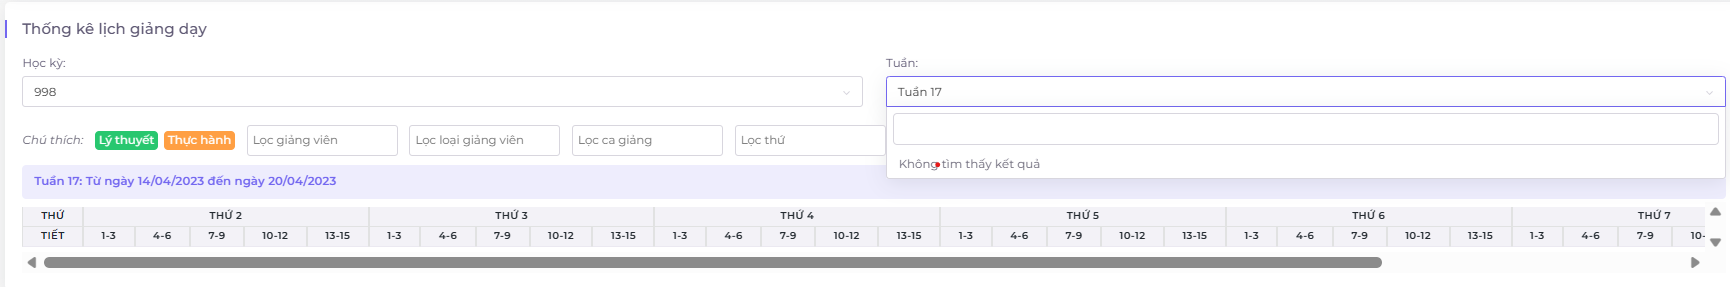 Thống kê lịch giảng dạy
Học kỳ: Tuần:
998 Tuần 17
Chú thích: Lý thuyết Thực hành Lọc giảng viên Lọc loại giảng viên Lọc ca giảng Lọc thứ
Không tìm thấy kết quả
Tuần 17: Từ ngày 14/04/2023 đến ngày 20/04/2023
THỨ THỨ 2 THỨ 3 THỨ 4 THỨ 5 THỨ 6 THỨ 7
TIẾT 1-3 4-6 7-9 10-12 13-15 1-3 4-6 7-9 10-12 13-15 1-3 4-6 7-9 10-12 13-15 1-3 4-6 7-9 10-12 13-15 1-3 4-6 7-9 10-12 13-15 1-3 4-6 7-9 10-